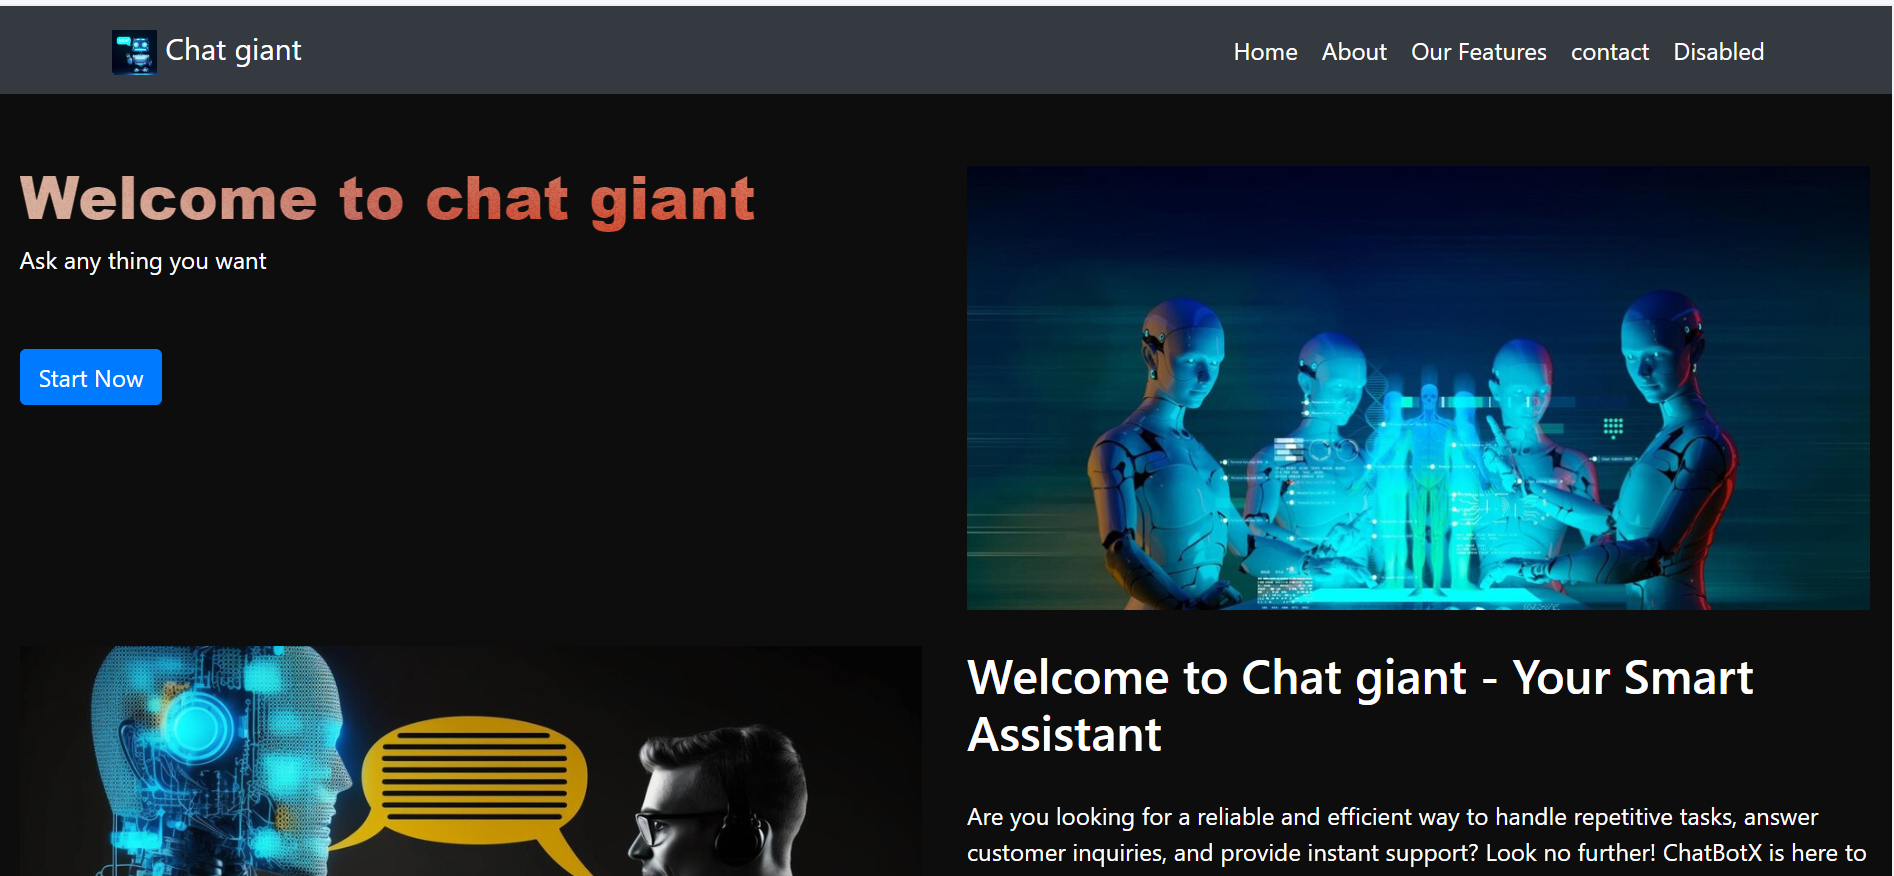 Chat giant
Home About Our Features contact Disabled
Welcome to chat giant
Ask any thing you want
Start Now
Welcome to Chat giant - Your Smart
Assistant
Are you looking for a reliable and efficient way to handle repetitive tasks, answer
customer inquiries, and provide instant support? Look no further! ChatBotX is here to